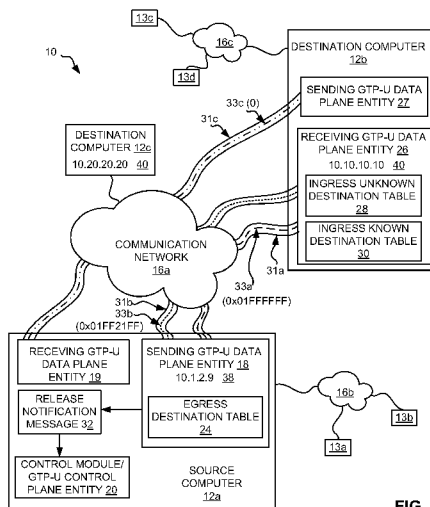 13c
16c
13d
10
DESTINATION COMPUTER
12b
33c (0)
31c
SENDING GTP-U DATA
PLANE ENTITY 27
DESTINATION
COMPUTER 12c
10.20.20.20 40
RECEIVING GTP-U DATA
PLANE ENTITY 26
10.10.10.10 40
INGRESS UNKNOWN
DESTINATION TABLE
28
INGRESS KNOWN
DESTINATION TABLE
30
COMMUNICATION
NETWORK
16a
33a
31a
(0x01FFFFFF)
31b
33b
(0x01FF21FF)
RECEVING GTP-U
DATA PLANE
ENTITY 19
SENDING GTP-U DATA
PLANE ENTITY 18
10.1.2.9 38
EGRESS
DESTINATION TABLE
24
RELEASE
NOTIFICATION
MESSAGE 32
CONTROL MODULE/
GTP-U CONTROL
PLANE ENTITY 20
SOURCE
COMPUTER
12a
16b
13b
13a
FIG